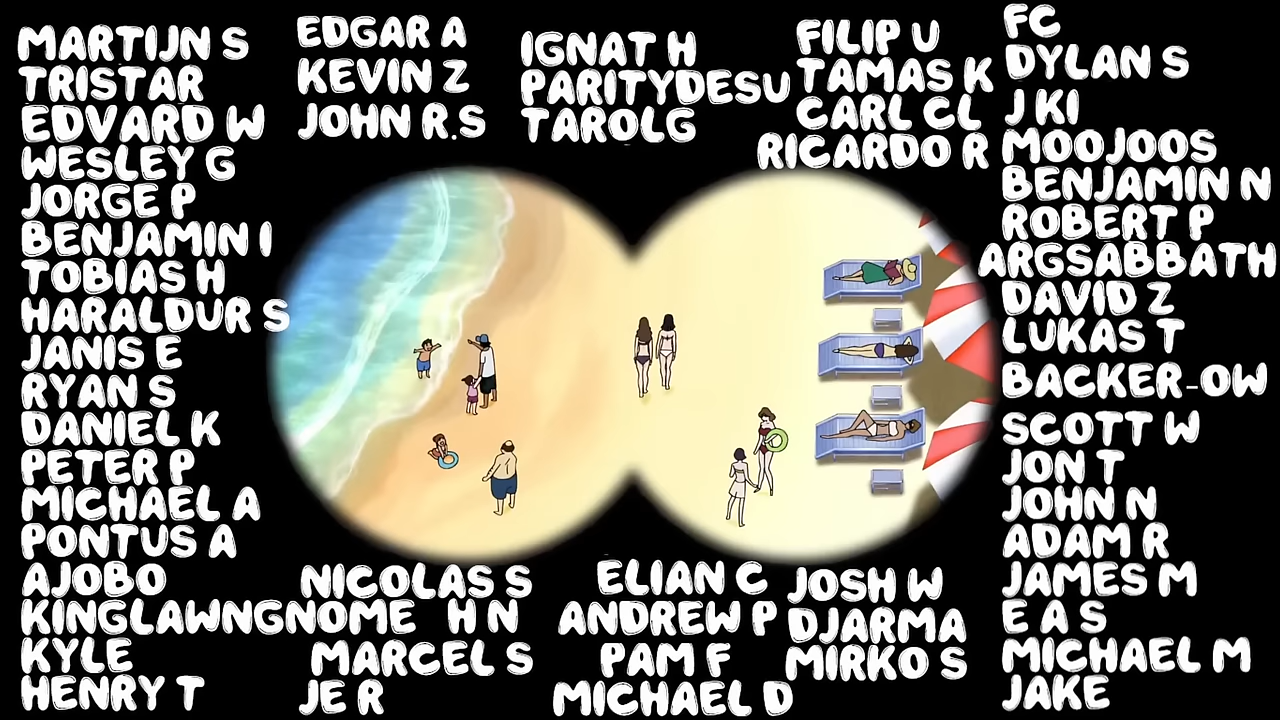 MARTIJN S
TRISTAR
EDVARD W
WESLEY G
JORGE P
BENJAMIN I
TOBIAS H
HARALDUR S
JANIS E
RYAN S
DANIEL K
PETER P
MICHAEL A
PONTUS A
AJOBO
KINGLAWNGNOME
KYLE
HENRY T
EDGAR A
KEVIN Z
JOHN R.S
NICOLAS S
H N
MARCEL S
JE R
IGNAT H
PARITYDESU
TAROLG
ELIAN C
ANDREW P
PAM F
MICHAEL D
FILIP U
TAMAS K
CARL CL
RICARDO R
JOSH W
DJARMA
MIRKO S
FC
DYLAN S
J KI
MOOJOOS
BENJAMIN N
ROBERT P
ARGSABBATH
DAVID Z
LUKAS T
BACKER-OW
SCOTT W
JON T
JOHN N
ADAM R
JAMES M
E A S
MICHAEL M
JAKE